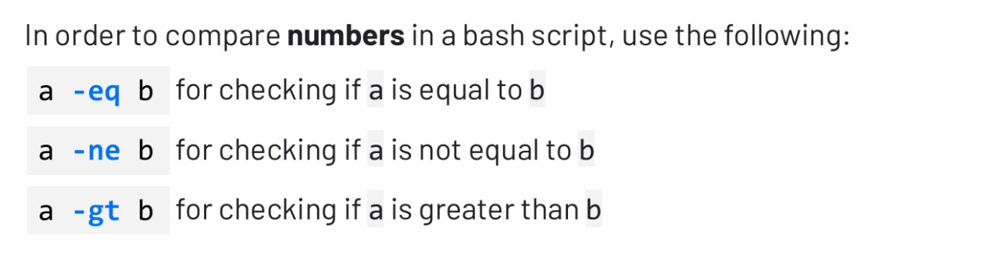 In order to compare numbers in a bash script, use the following:
a -eq b for checking if a is equal to b
a -ne b for checking if a is not equal to b
a -gt b for checking if a is greater than b